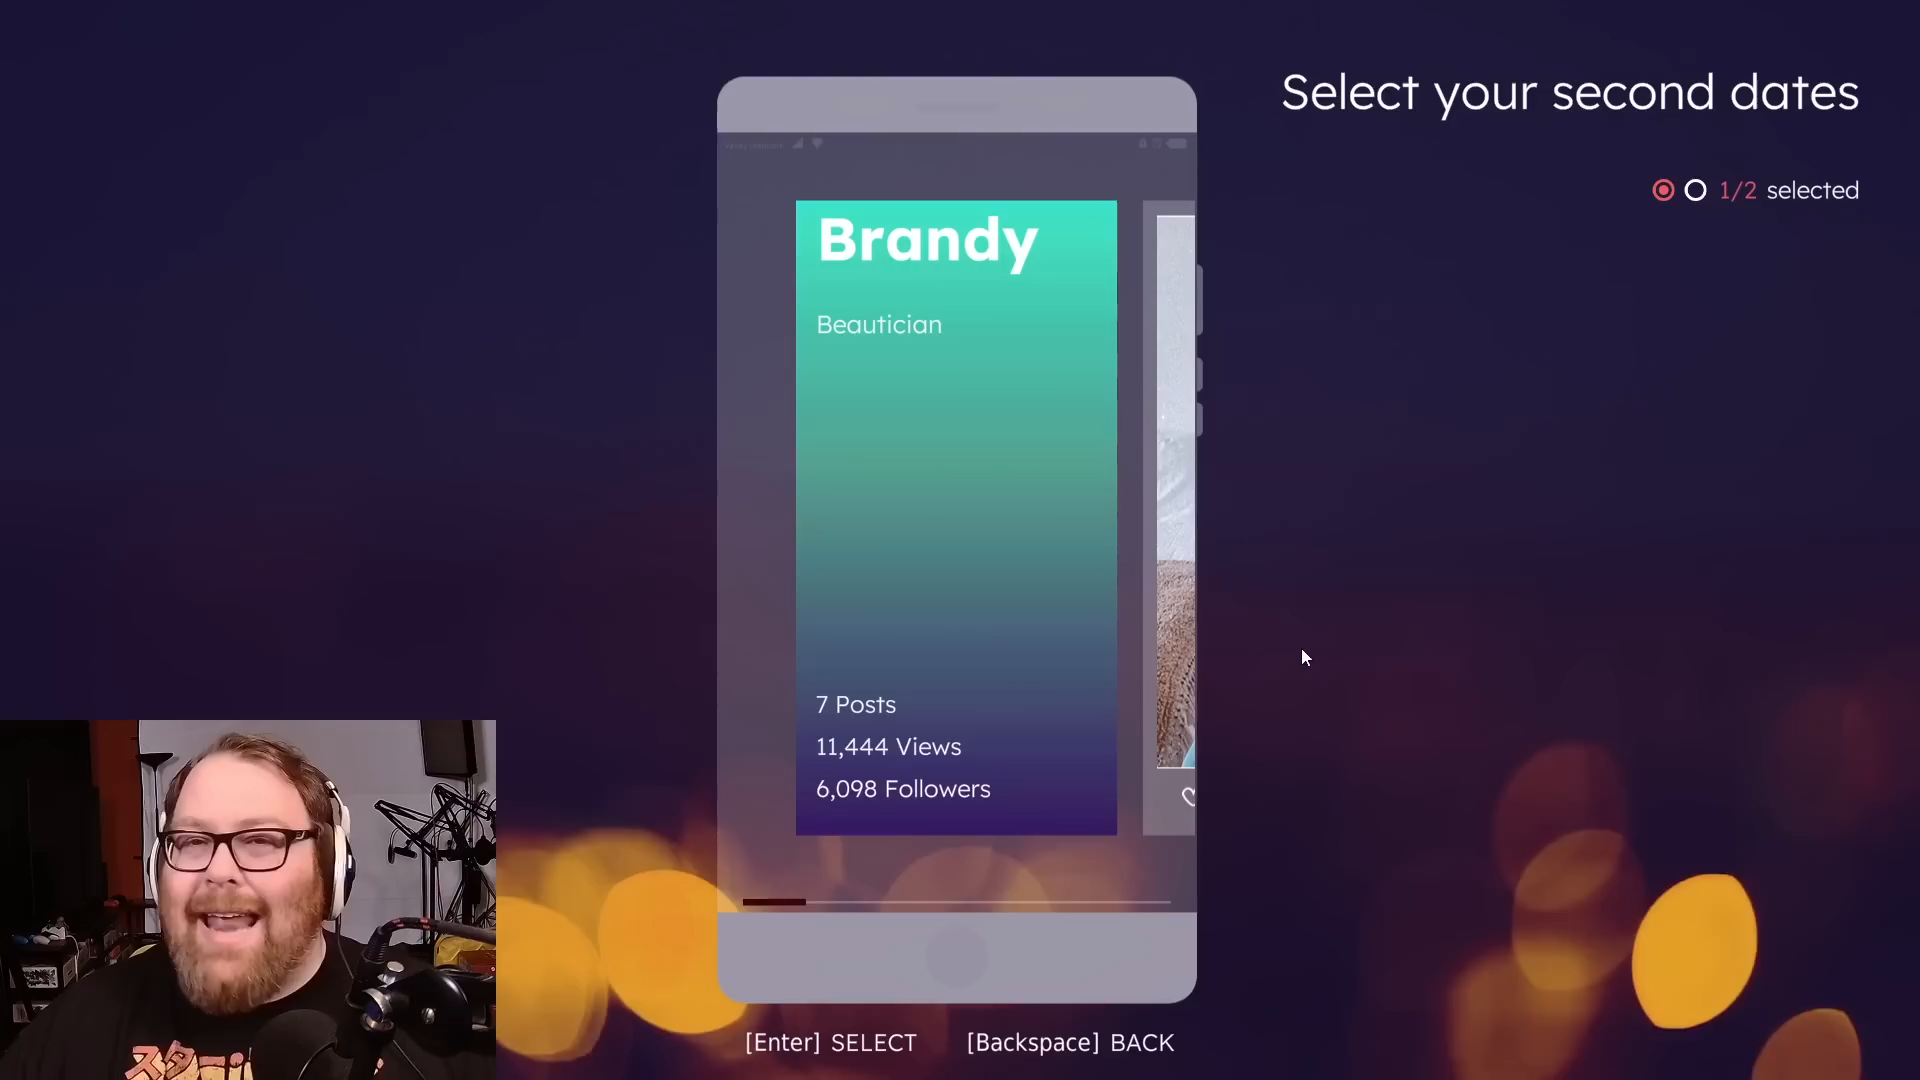 Select your second dates
1/2 selected
Brandy
Beautician
7 Posts
11,444 Views
6,098 Followers
[Enter] SELECT [Backspace] BACK